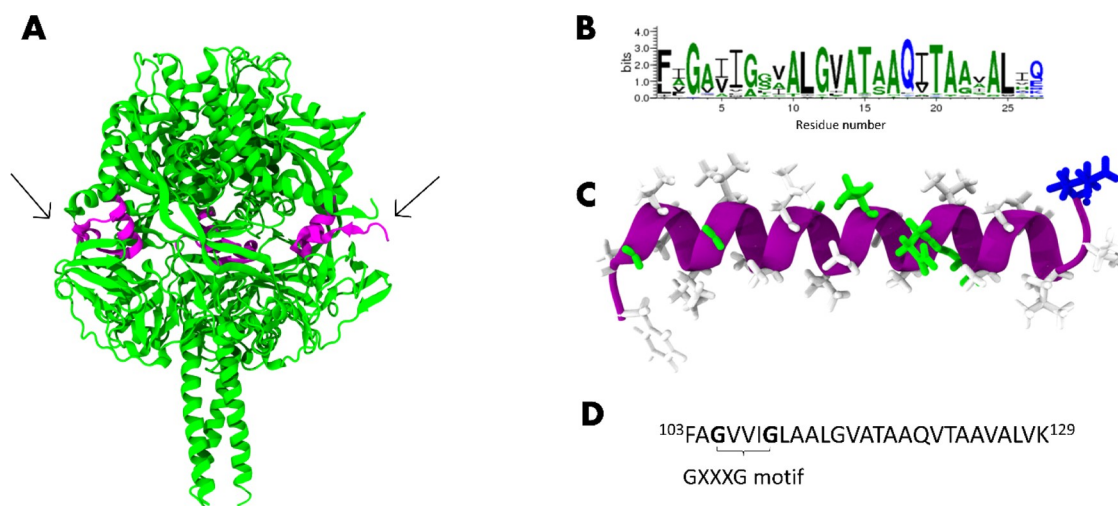 A
B
4.0
3.0
2.0
1.0
0.0
bits
5 10 15 20 25
Residue number
C
D
¹⁰³FAGVVIGLAALGVATAAQVTAAVALVK¹²⁹
GXXXG motif